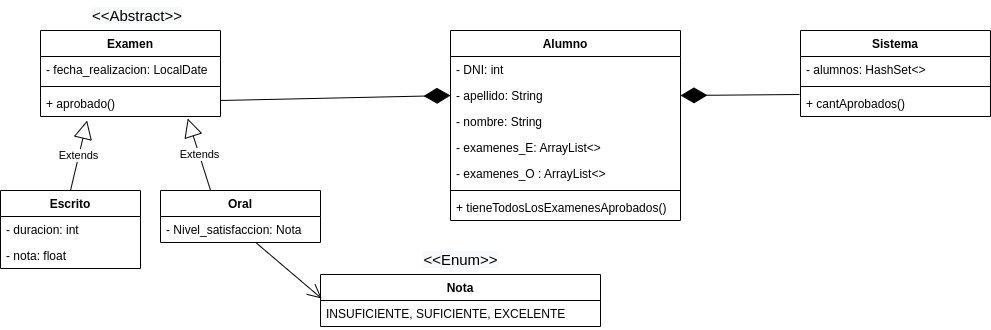 <<Abstract>>
Examen
- fecha_realizacion: LocalDate
+ aprobado()
Extends
Extends
Escrito
- duracion: int
- nota: float
Oral
- Nivel_satisfaccion: Nota
<<Enum>>
Nota
INSUFICIENTE, SUFICIENTE, EXCELENTE
Alumno
- DNI: int
- apellido: String
- nombre: String
- examenes_E: ArrayList<>
- examenes_O : ArrayList<>
+ tieneTodosLosExamenesAprobados()
Sistema
- alumnos: HashSet<>
+ cantAprobados()